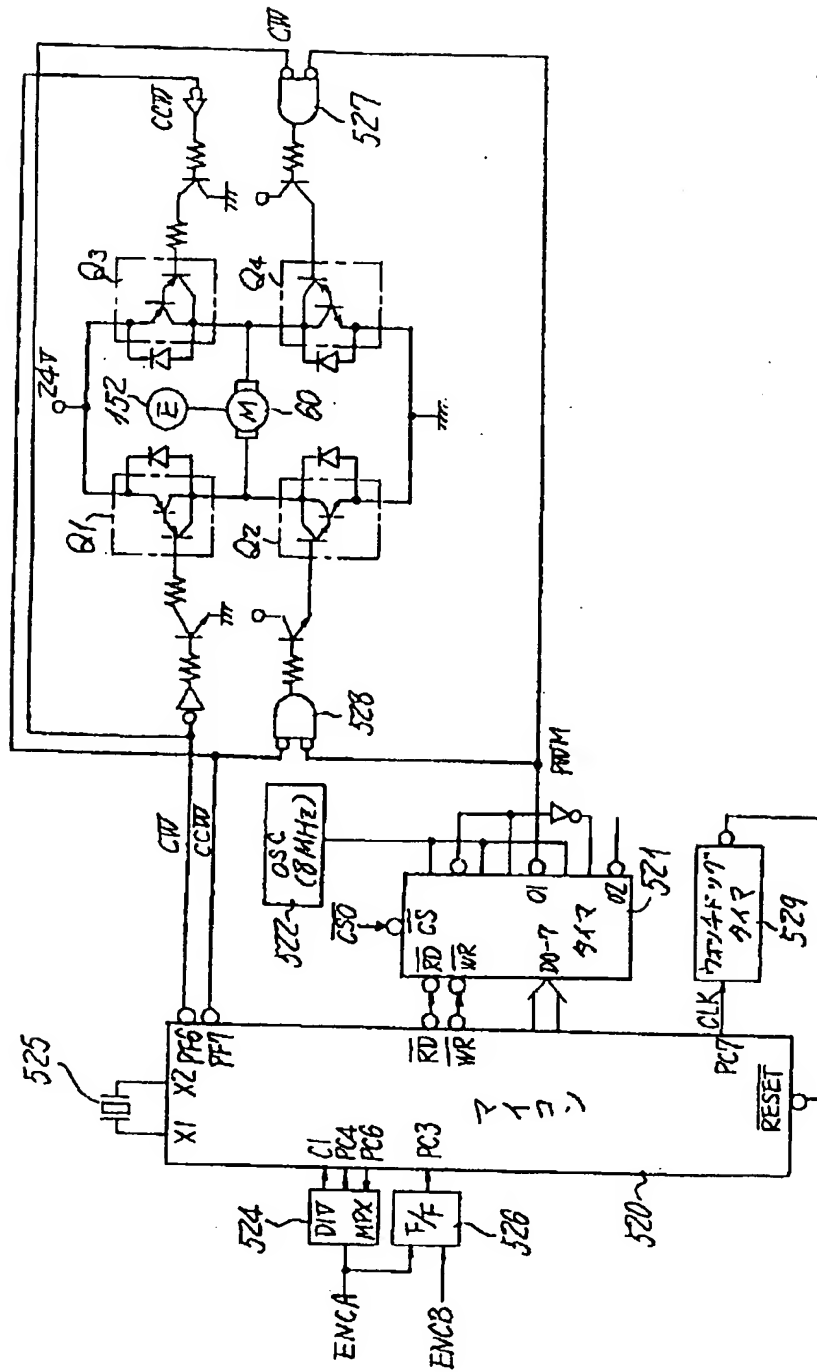 CW
CCW
Q3
Q4
527
24V
152
E
M
60
Q1
Q2
528
CW
CCW
PWM
OSC
(8MHz)
522
CS0
CS
RD
WR
D0-7
タイマ
01
02
521
ウォッチドッグ
タイマ
529
CLK
525
X1
X2
PF6
PF7
RD
WR
マイコン
C1
PC4
PC6
PC3
PC7
RESET
520
524
DIV
MPX
F/F
526
ENCA
ENCB